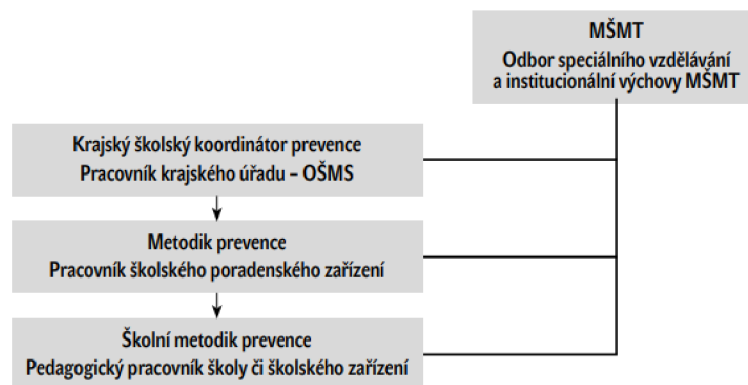 MŠMT
Odbor speciálního vzdělávání
a institucionální výchovy MŠMT
Krajský školský koordinátor prevence
Pracovník krajského úřadu – OŠMS
Metodik prevence
Pracovník školského poradenského zařízení
Školní metodik prevence
Pedagogický pracovník školy či školského zařízení